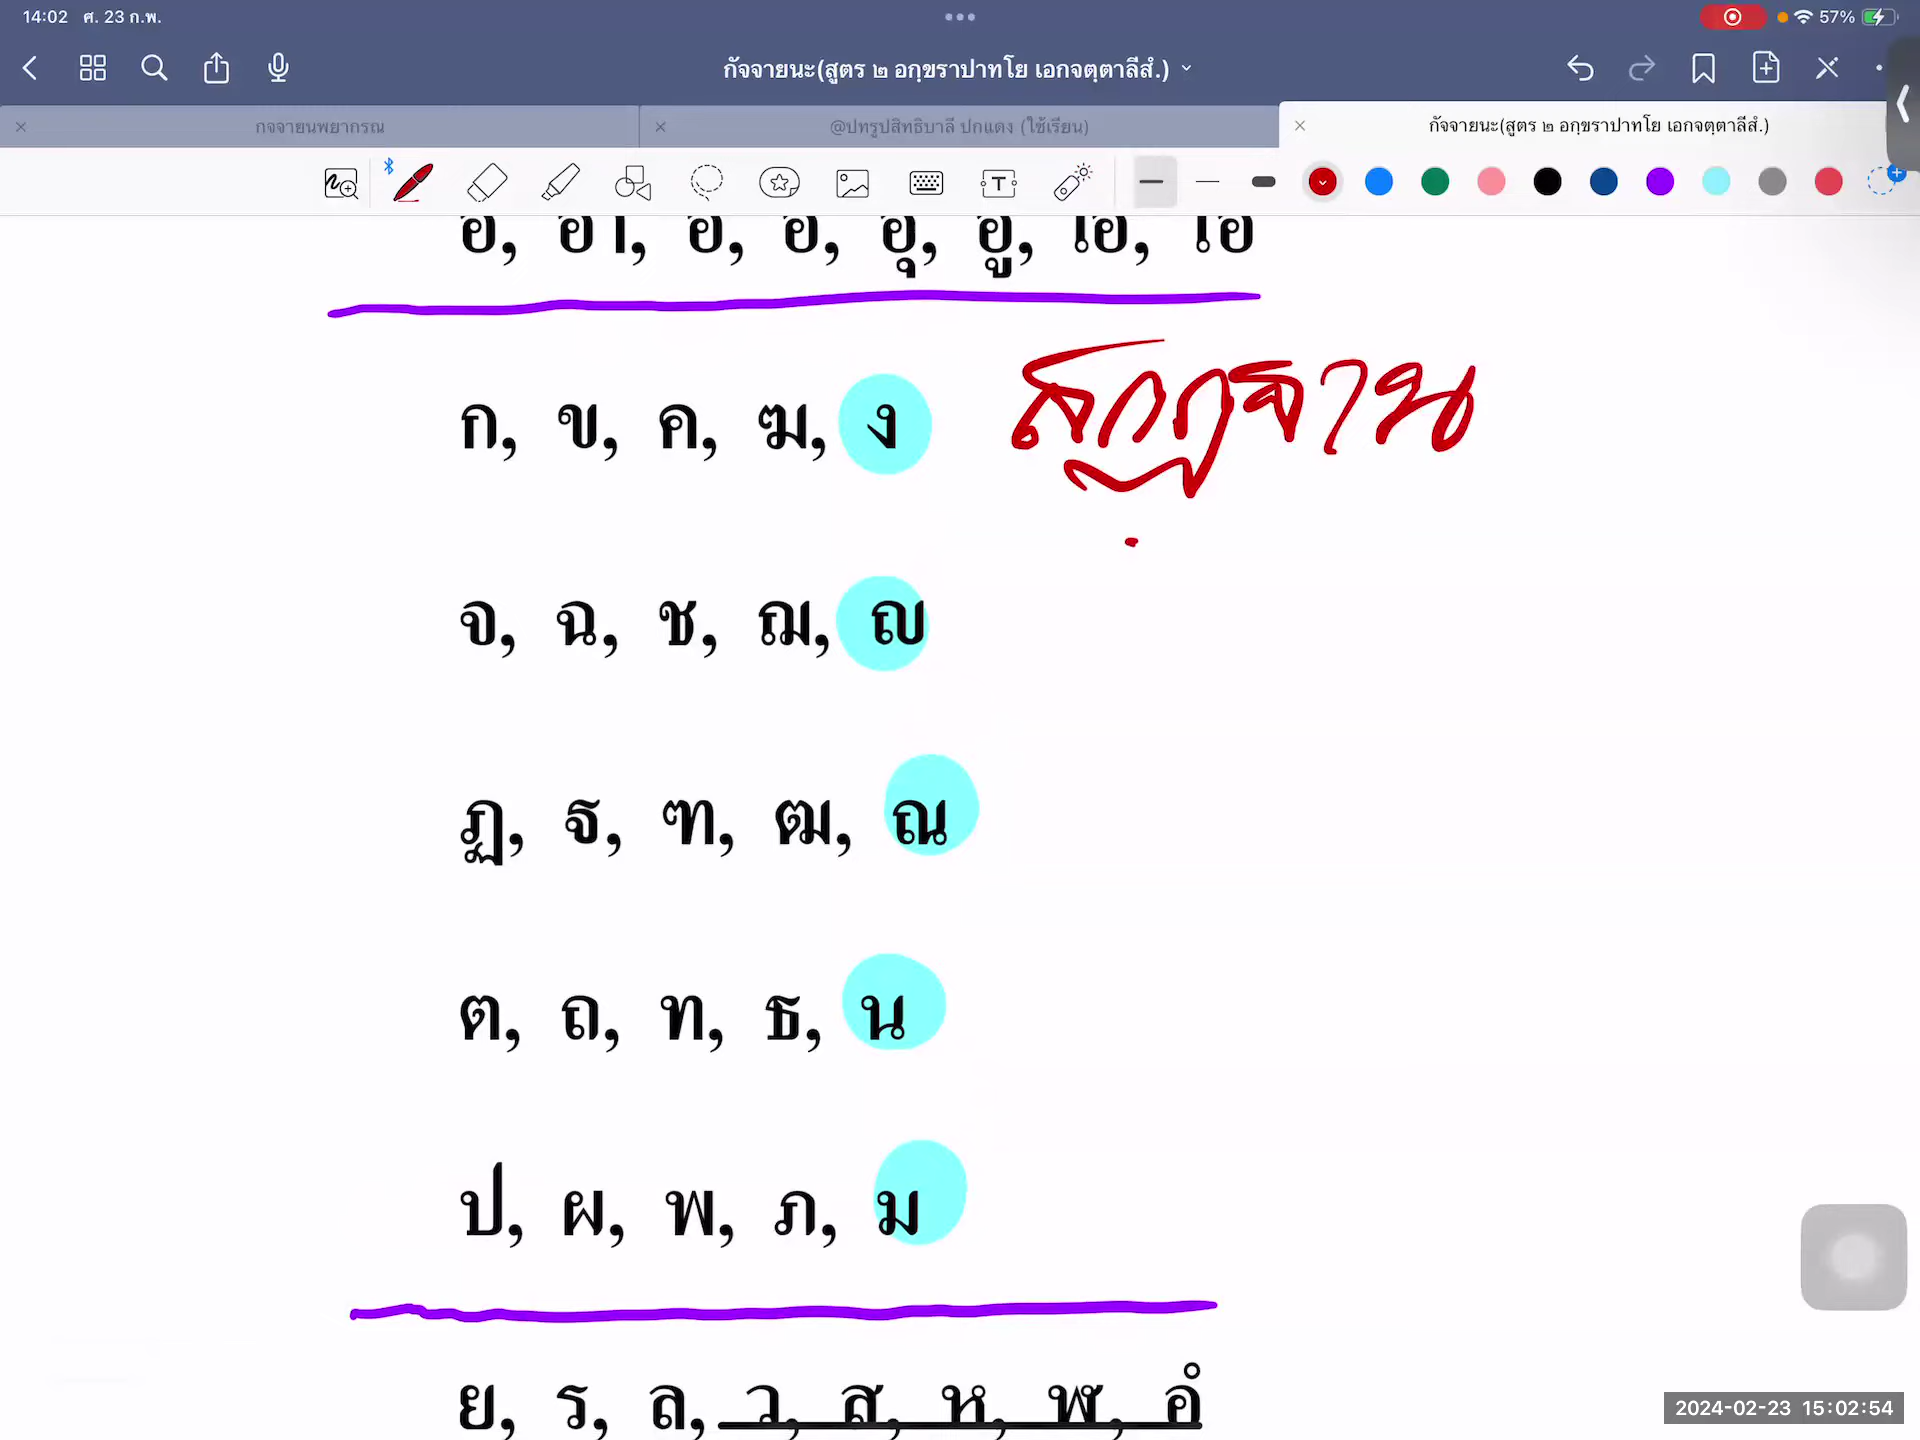 14:02 ศ. 23 ก.พ. 57%
กัจจายนะ(สูตร ๒ อกฺขราปาทโย เอกจตฺตาลีสํ.)
กจจายนพยากรณ @ปทรูปสิทธิบาลี ปกแดง (ใช้เรียน) กัจจายนะ(สูตร ๒ อกฺขราปาทโย เอกจตฺตาลีสํ.)
ก, ข, ค, ฆ, ง
จ, ฉ, ช, ฌ, ญ
ฏ, ฐ, ฑ, ฒ, ณ
ต, ถ, ท, ธ, น
ป, ผ, พ, ภ, ม
ย, ร, ล, ว, ส, ห, ฬ, อํ
2024-02-23 15:02:54